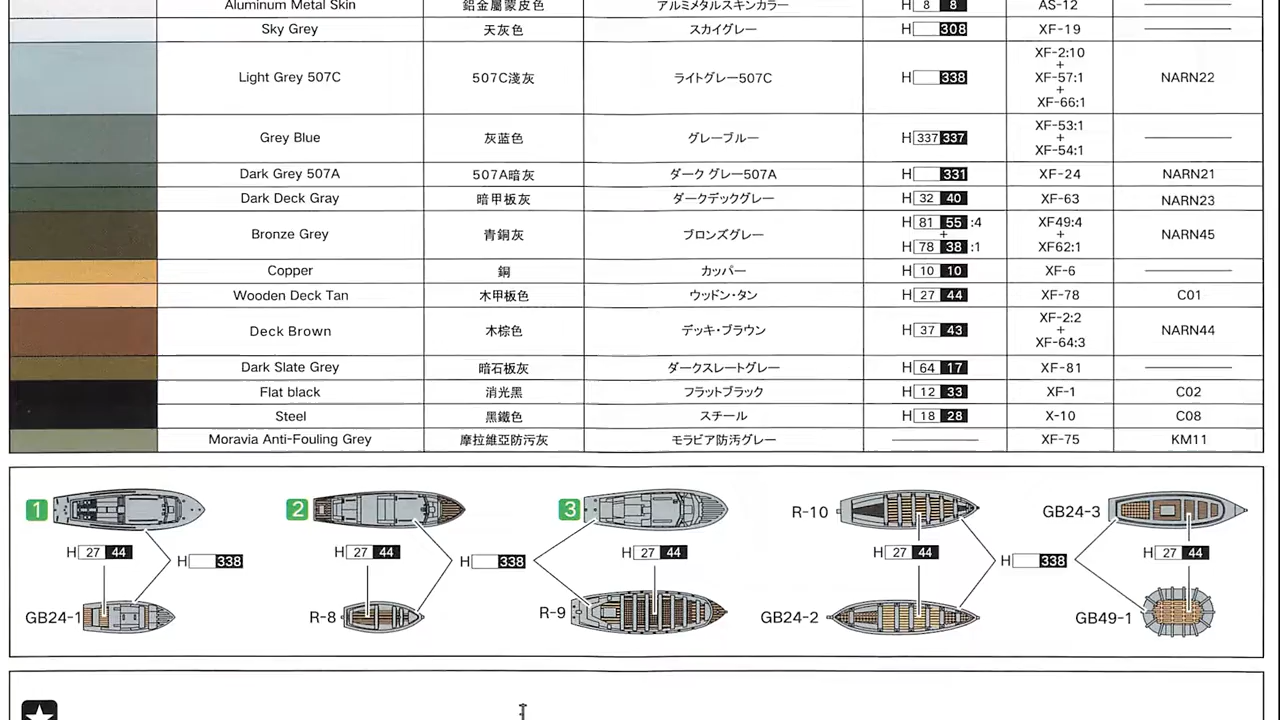 Aluminum Metal Skin 鋁金屬蒙皮色 アルミメタルスキンカラー H 8 8 AS-12
Sky Grey 天灰色 スカイグレー H 308 XF-19
Light Grey 507C 507C淺灰 ライトグレー507C H 338 XF-2:10 + XF-57:1 + XF-66:1 NARN22
Grey Blue 灰蓝色 グレーブルー H 337 337 XF-53:1 + XF-54:1
Dark Grey 507A 507A暗灰 ダーク グレー507A H 331 XF-24 NARN21
Dark Deck Gray 暗甲板灰 ダークデックグレー H 32 40 XF-63 NARN23
Bronze Grey 青銅灰 ブロンズグレー H 81 55 :4 + H 78 38 :1 XF49:4 + XF62:1 NARN45
Copper 銅 カッパー H 10 10 XF-6
Wooden Deck Tan 木甲板色 ウッドン・タン H 27 44 XF-78 C01
Deck Brown 木棕色 デッキ・ブラウン H 37 43 XF-2:2 + XF-64:3 NARN44
Dark Slate Grey 暗石板灰 ダークスレートグレー H 64 17 XF-81
Flat black 消光黑 フラットブラック H 12 33 XF-1 C02
Steel 黑鐵色 スチール H 18 28 X-10 C08
Moravia Anti-Fouling Grey 摩拉維亞防污灰 モラビア防汚グレー XF-75 KM11
1 2 3 R-10 GB24-3
H 27 44 H 338 H 27 44 H 338 H 27 44 H 27 44 H 338 H 27 44
GB24-1 R-8 R-9 GB24-2 GB49-1